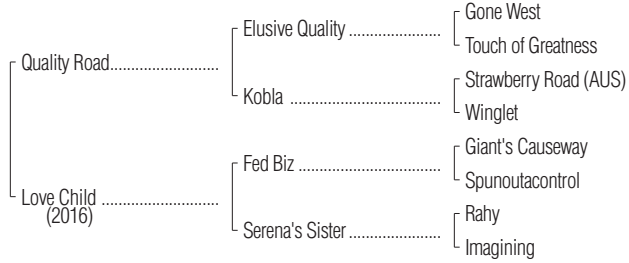 Gone West
Elusive Quality
Touch of Greatness
Quality Road
Strawberry Road (AUS)
Kobla
Winglet
Giant's Causeway
Fed Biz
Spunoutacontrol
Love Child
(2016)
Rahy
Serena's Sister
Imagining